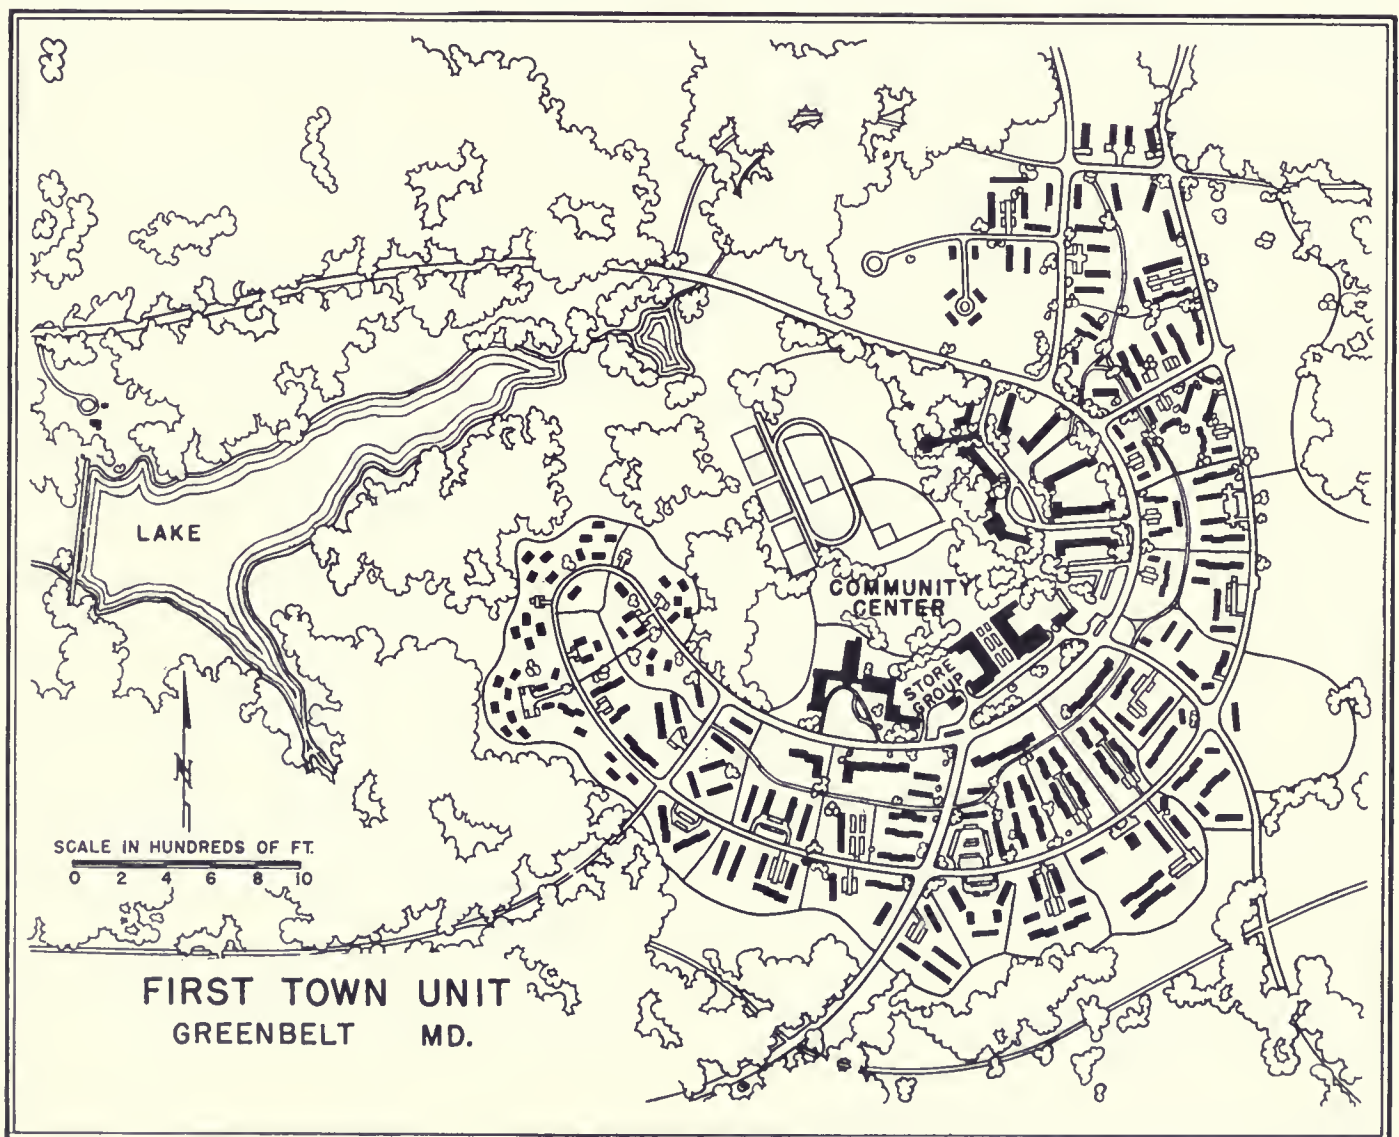 LAKE
COMMUNITY
CENTER
STORE
GROUP
N
SCALE IN HUNDREDS OF FT.
0 2 4 6 8 10
FIRST TOWN UNIT
GREENBELT MD.